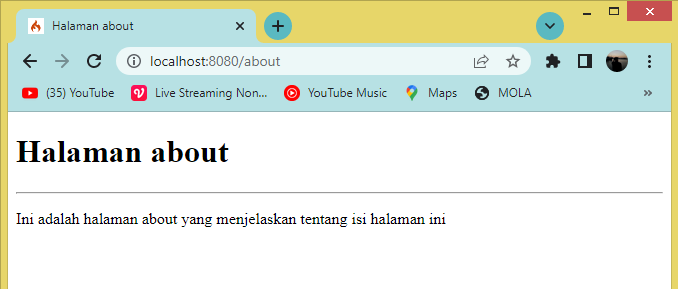 Halaman about
localhost:8080/about
(35) YouTube Live Streaming Non... YouTube Music Maps MOLA
Halaman about
Ini adalah halaman about yang menjelaskan tentang isi halaman ini